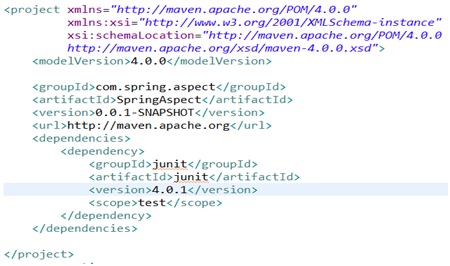 <project xmlns="http://maven.apache.org/POM/4.0.0"
xmlns:xsi="http://www.w3.org/2001/XMLSchema-instance"
xsi:schemaLocation="http://maven.apache.org/POM/4.0.0
http://maven.apache.org/xsd/maven-4.0.0.xsd">
<modelVersion>4.0.0</modelVersion>
<groupId>com.spring.aspect</groupId>
<artifactId>SpringAspect</artifactId>
<version>0.0.1-SNAPSHOT</version>
<url>http://maven.apache.org</url>
<dependencies>
<dependency>
<groupId>junit</groupId>
<artifactId>junit</artifactId>
<version>4.0.1</version>
<scope>test</scope>
</dependency>
</dependencies>
</project>